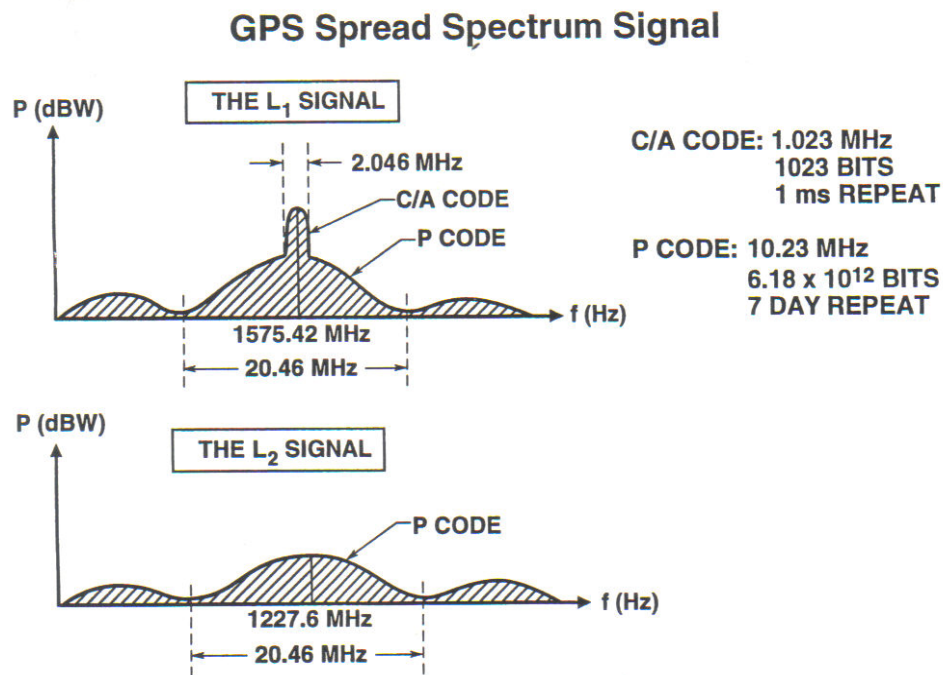 GPS Spread Spectrum Signal
P (dBW)
THE L₁ SIGNAL
2.046 MHz
C/A CODE
P CODE
f (Hz)
1575.42 MHz
20.46 MHz
C/A CODE: 1.023 MHz
1023 BITS
1 ms REPEAT
P CODE: 10.23 MHz
6.18 x 10¹² BITS
7 DAY REPEAT
P (dBW)
THE L₂ SIGNAL
P CODE
f (Hz)
1227.6 MHz
20.46 MHz